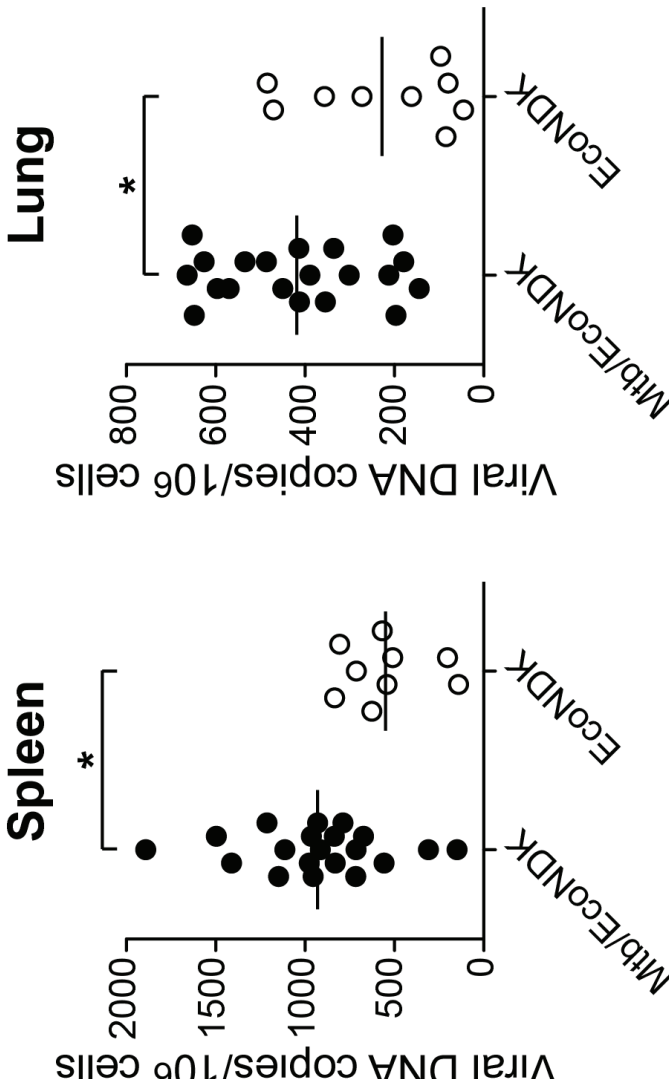 Spleen
*
2000
1500
1000
500
0
Viral DNA copies/10⁶ cells
Mtb/EcoNDK
EcoNDK
Lung
*
800
600
400
200
0
Viral DNA copies/10⁶ cells
Mtb/EcoNDK
EcoNDK